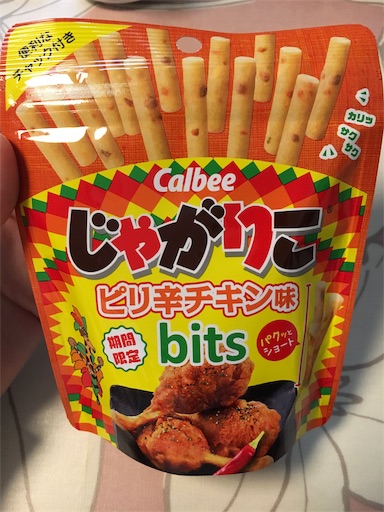 便利な
チャック付き
カリッ
サク
サク
Calbee
じゃがりこ
ピリ辛チキン味
期間
限定
bits
パクッと
ショート